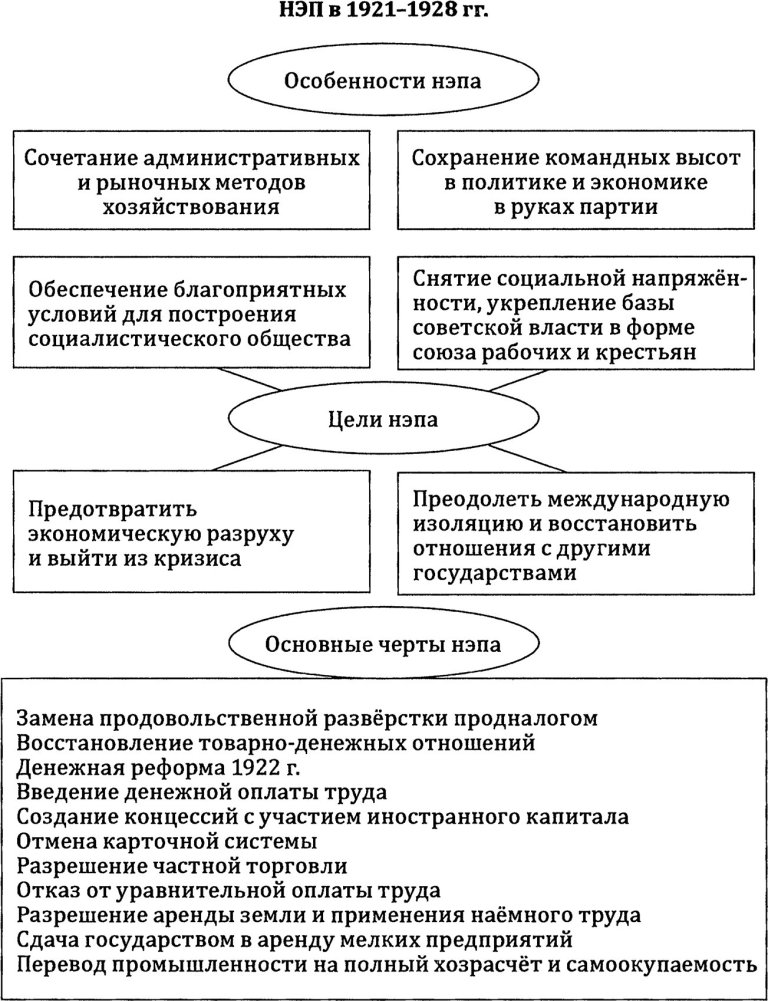 НЭП в 1921–1928 гг.
Особенности нэпа
Сочетание административных
и рыночных методов
хозяйствования
Сохранение командных высот
в политике и экономике
в руках партии
Обеспечение благоприятных
условий для построения
социалистического общества
Снятие социальной напряжён-
ности, укрепление базы
советской власти в форме
союза рабочих и крестьян
Цели нэпа
Предотвратить
экономическую разруху
и выйти из кризиса
Преодолеть международную
изоляцию и восстановить
отношения с другими
государствами
Основные черты нэпа
Замена продовольственной развёрстки продналогом
Восстановление товарно-денежных отношений
Денежная реформа 1922 г.
Введение денежной оплаты труда
Создание концессий с участием иностранного капитала
Отмена карточной системы
Разрешение частной торговли
Отказ от уравнительной оплаты труда
Разрешение аренды земли и применения наёмного труда
Сдача государством в аренду мелких предприятий
Перевод промышленности на полный хозрасчёт и самоокупаемость